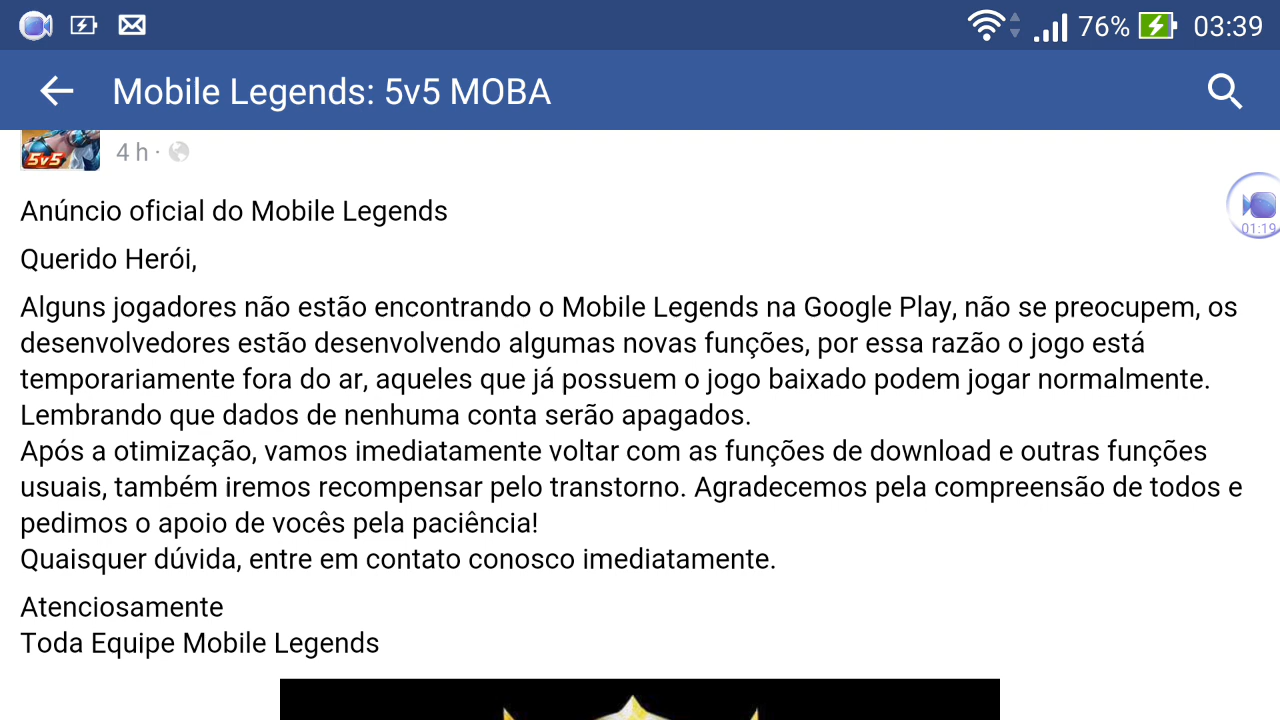 76% 03:39
Mobile Legends: 5v5 MOBA
5v5
4 h ·
01:19
Anúncio oficial do Mobile Legends
Querido Herói,
Alguns jogadores não estão encontrando o Mobile Legends na Google Play, não se preocupem, os
desenvolvedores estão desenvolvendo algumas novas funções, por essa razão o jogo está
temporariamente fora do ar, aqueles que já possuem o jogo baixado podem jogar normalmente.
Lembrando que dados de nenhuma conta serão apagados.
Após a otimização, vamos imediatamente voltar com as funções de download e outras funções
usuais, também iremos recompensar pelo transtorno. Agradecemos pela compreensão de todos e
pedimos o apoio de vocês pela paciência!
Quaisquer dúvida, entre em contato conosco imediatamente.
Atenciosamente
Toda Equipe Mobile Legends